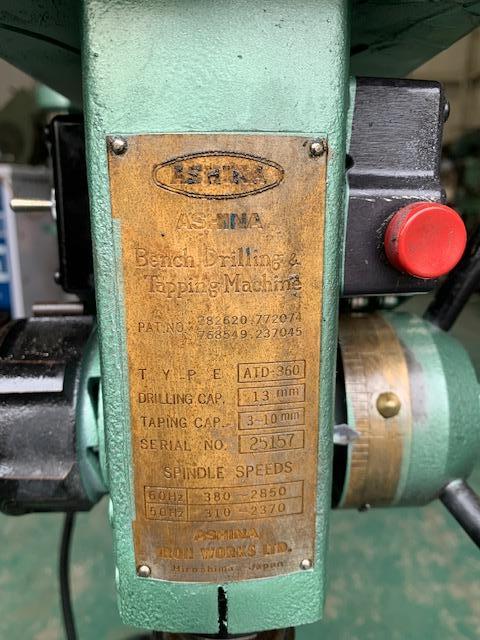 ASHINA
ASHINA
Bench Drilling &
Tapping Machine
PAT.NO. 782620.772074
768549.237045
TYPE ATD-360
DRILLING CAP. 13 mm
TAPING CAP. 3-10 mm
SERIAL NO. 25157
SPINDLE SPEEDS
60Hz 380-2850
50Hz 310-2370
ASHINA
IRON WORKS LTD.
Hiroshima Japan